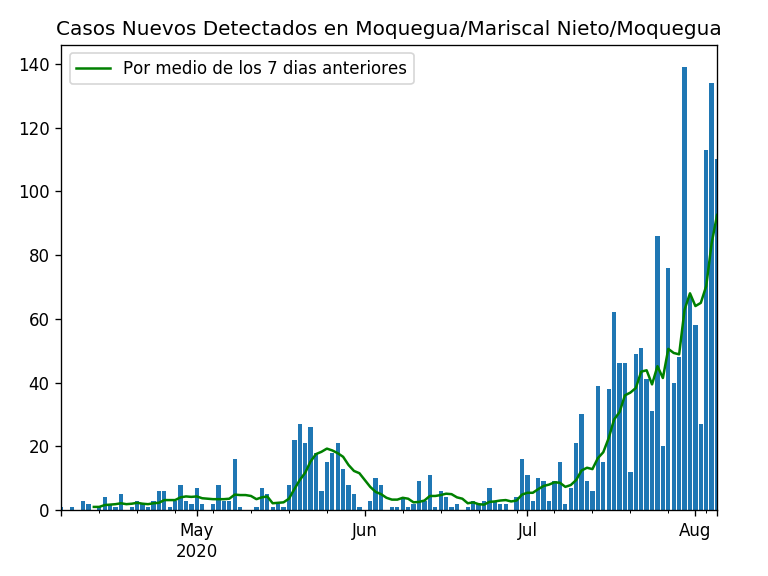 Casos Nuevos Detectados en Moquegua/Mariscal Nieto/Moquegua
Por medio de los 7 dias anteriores
140
120
100
80
60
40
20
0
May
2020
Jun
Jul
Aug